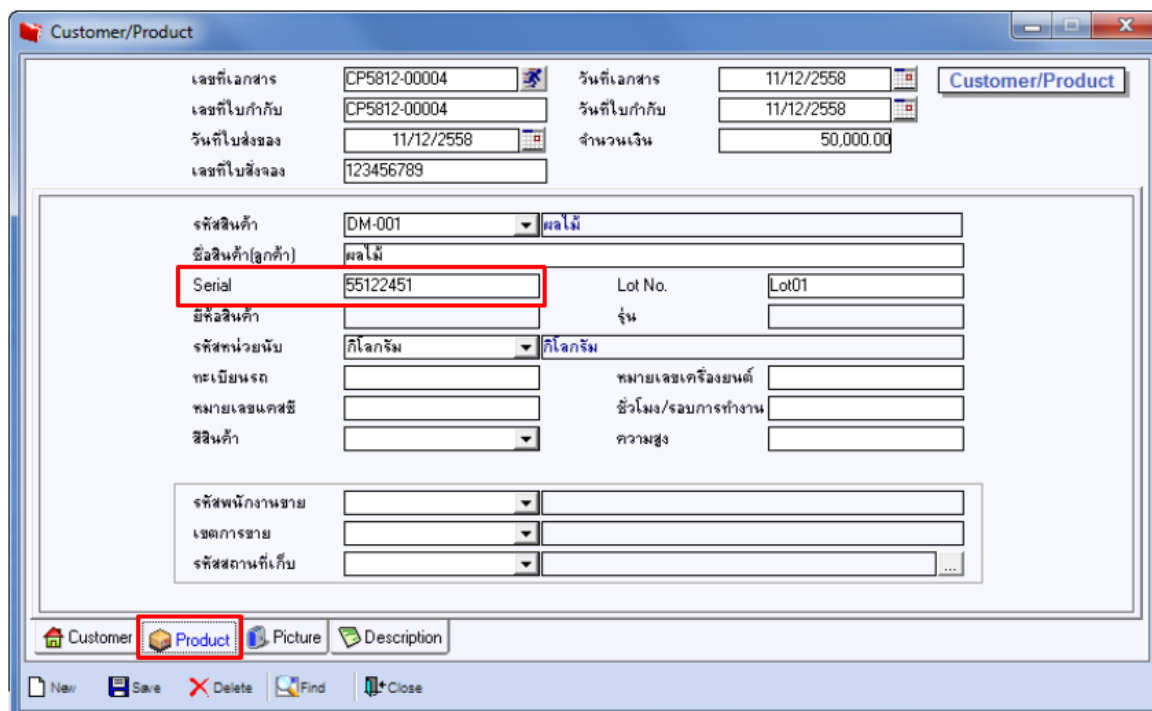 Customer/Product
เลขที่เอกสาร CP5812-00004 วันที่เอกสาร 11/12/2558 Customer/Product
เลขที่ใบกำกับ CP5812-00004 วันที่ใบกำกับ 11/12/2558
วันที่ใบส่งของ 11/12/2558 จำนวนเงิน 50,000.00
เลขที่ใบสั่งจอง 123456789
รหัสสินค้า DM-001 ผลไม้
ชื่อสินค้า(ลูกค้า) ผลไม้
Serial 55122451 Lot No. Lot01
ยี่ห้อสินค้า รุ่น
รหัสหน่วยนับ กิโลกรัม กิโลกรัม
ทะเบียนรถ หมายเลขเครื่องยนต์
หมายเลขแคสซี ชั่วโมง/รอบการทำงาน
สีสินค้า ความสูง
รหัสพนักงานขาย
เขตการขาย
รหัสสถานที่เก็บ ...
Customer Product Picture Description
New Save Delete Find Close